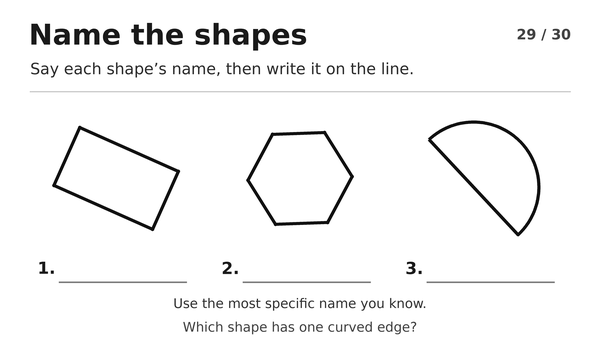 Name the shapes
29 / 30
Say each shape’s name, then write it on the line.
1.
2.
3.
Use the most specific name you know.
Which shape has one curved edge?